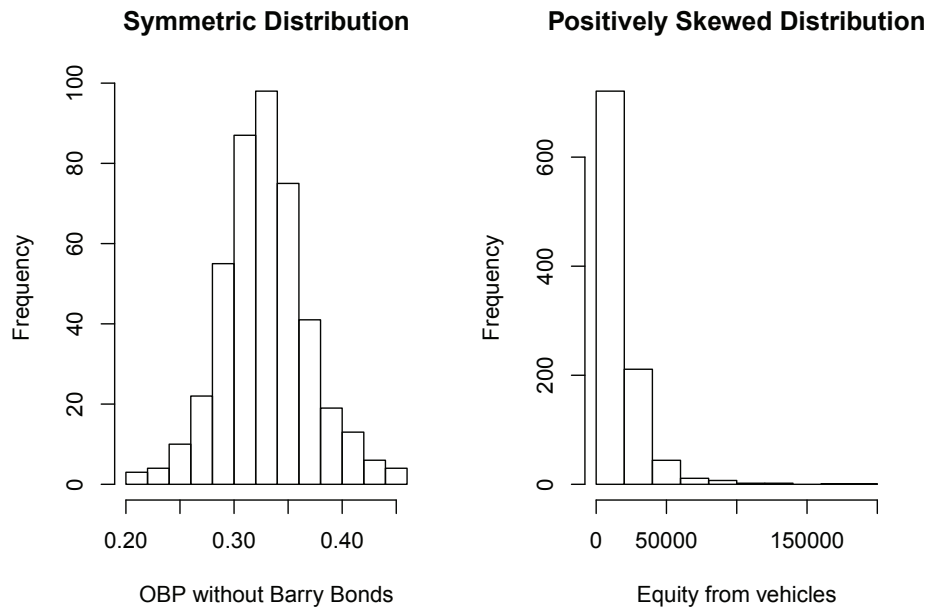 Symmetric Distribution
Frequency
100
80
60
40
20
0
0.20 0.30 0.40
OBP without Barry Bonds
Positively Skewed Distribution
Frequency
600
400
200
0
0 50000 150000
Equity from vehicles